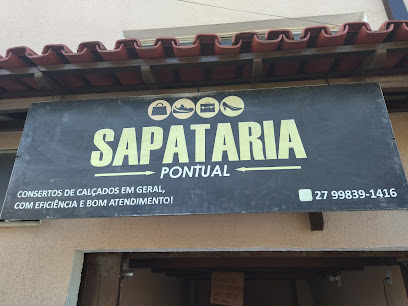 SAPATARIA
PONTUAL
CONSERTOS DE CALÇADOS EM GERAL,
COM EFICIÊNCIA E BOM ATENDIMENTO!
27 99839-1416